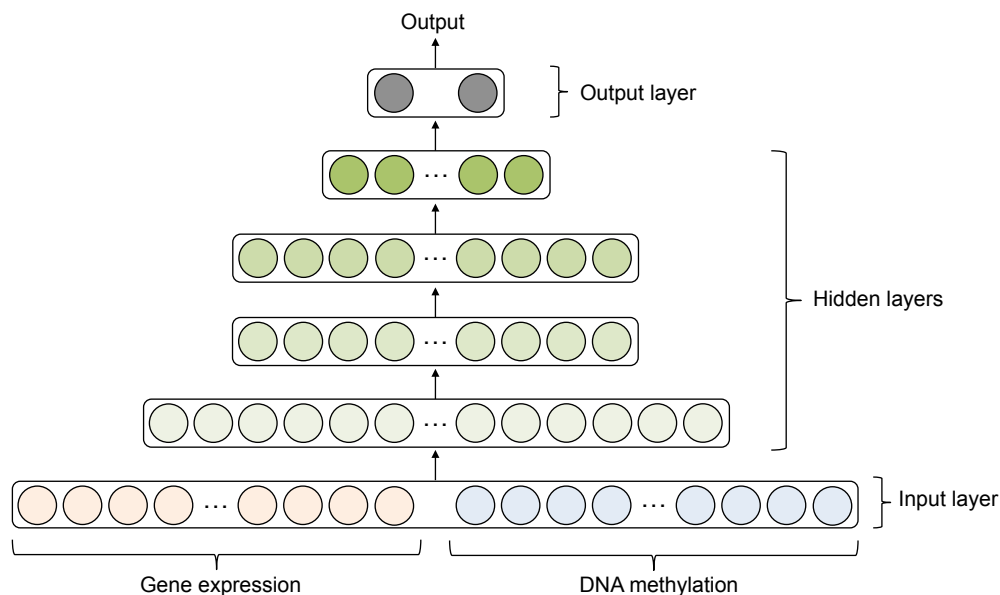 Output
Output layer
...
...
Hidden layers
...
...
... ...
Input layer
Gene expression
DNA methylation